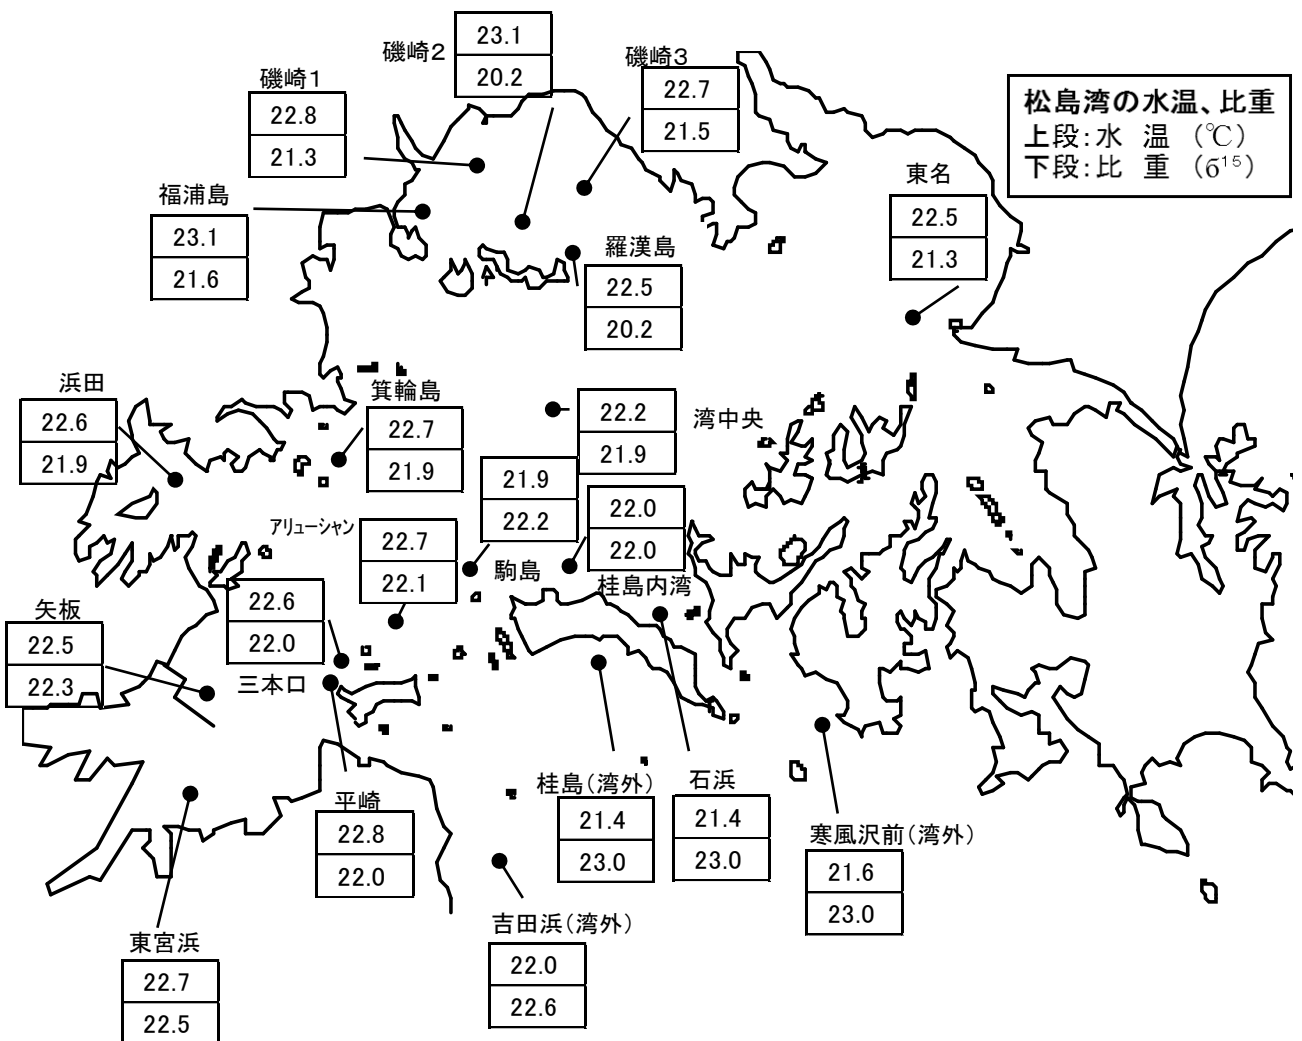 磯崎2
23.1
20.2
磯崎3
22.7
21.5
磯崎1
22.8
21.3
松島湾の水温、比重
上段:水 温 (℃)
下段:比 重 (б¹⁵)
福浦島
23.1
21.6
東名
22.5
21.3
羅漢島
22.5
20.2
浜田
22.6
21.9
箕輪島
22.7
21.9
湾中央
22.2
21.9
アリューシャン
22.7
22.1
駒島
21.9
22.2
桂島内湾
22.0
22.0
矢板
22.5
22.3
三本口
22.6
22.0
平崎
22.8
22.0
桂島(湾外)
21.4
23.0
石浜
21.4
23.0
寒風沢前(湾外)
21.6
23.0
吉田浜(湾外)
22.0
22.6
東宮浜
22.7
22.5